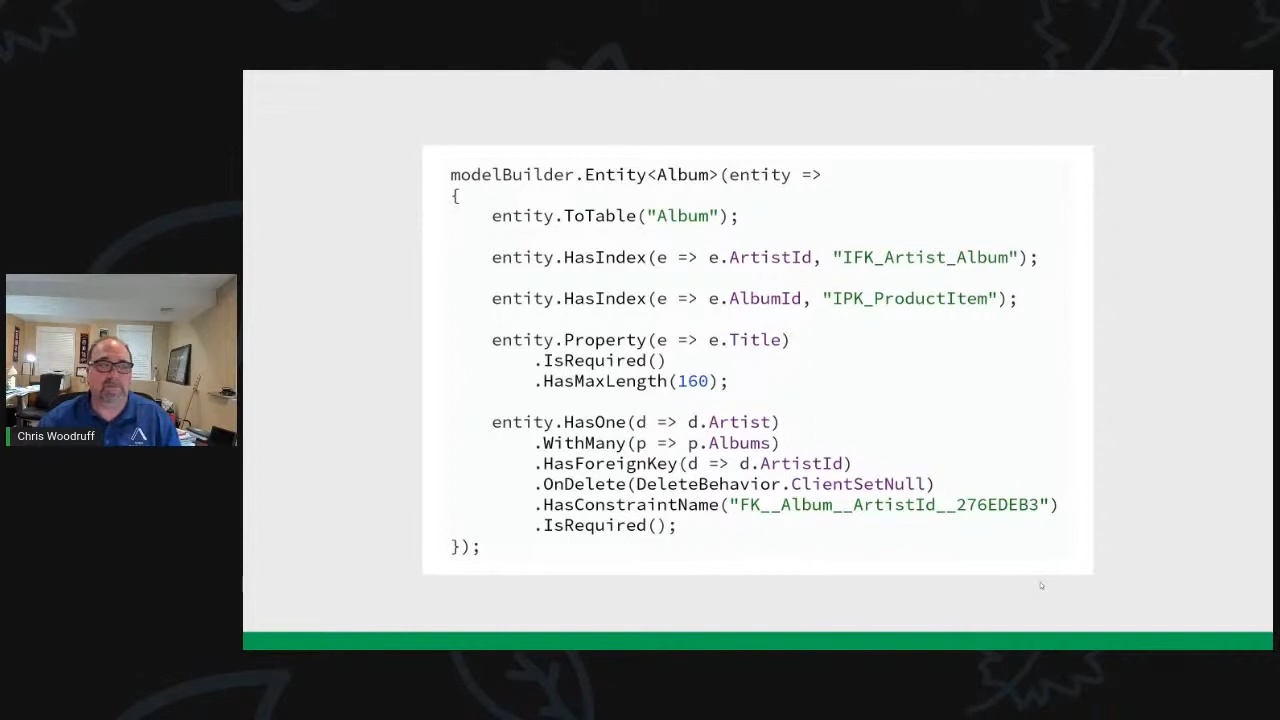 modelBuilder.Entity<Album>(entity =>
{
entity.ToTable("Album");
entity.HasIndex(e => e.ArtistId, "IFK_Artist_Album");
entity.HasIndex(e => e.AlbumId, "IPK_ProductItem");
entity.Property(e => e.Title)
.IsRequired()
.HasMaxLength(160);
entity.HasOne(d => d.Artist)
.WithMany(p => p.Albums)
.HasForeignKey(d => d.ArtistId)
.OnDelete(DeleteBehavior.ClientSetNull)
.HasConstraintName("FK__Album__ArtistId__276EDEB3")
.IsRequired();
});
Chris Woodruff